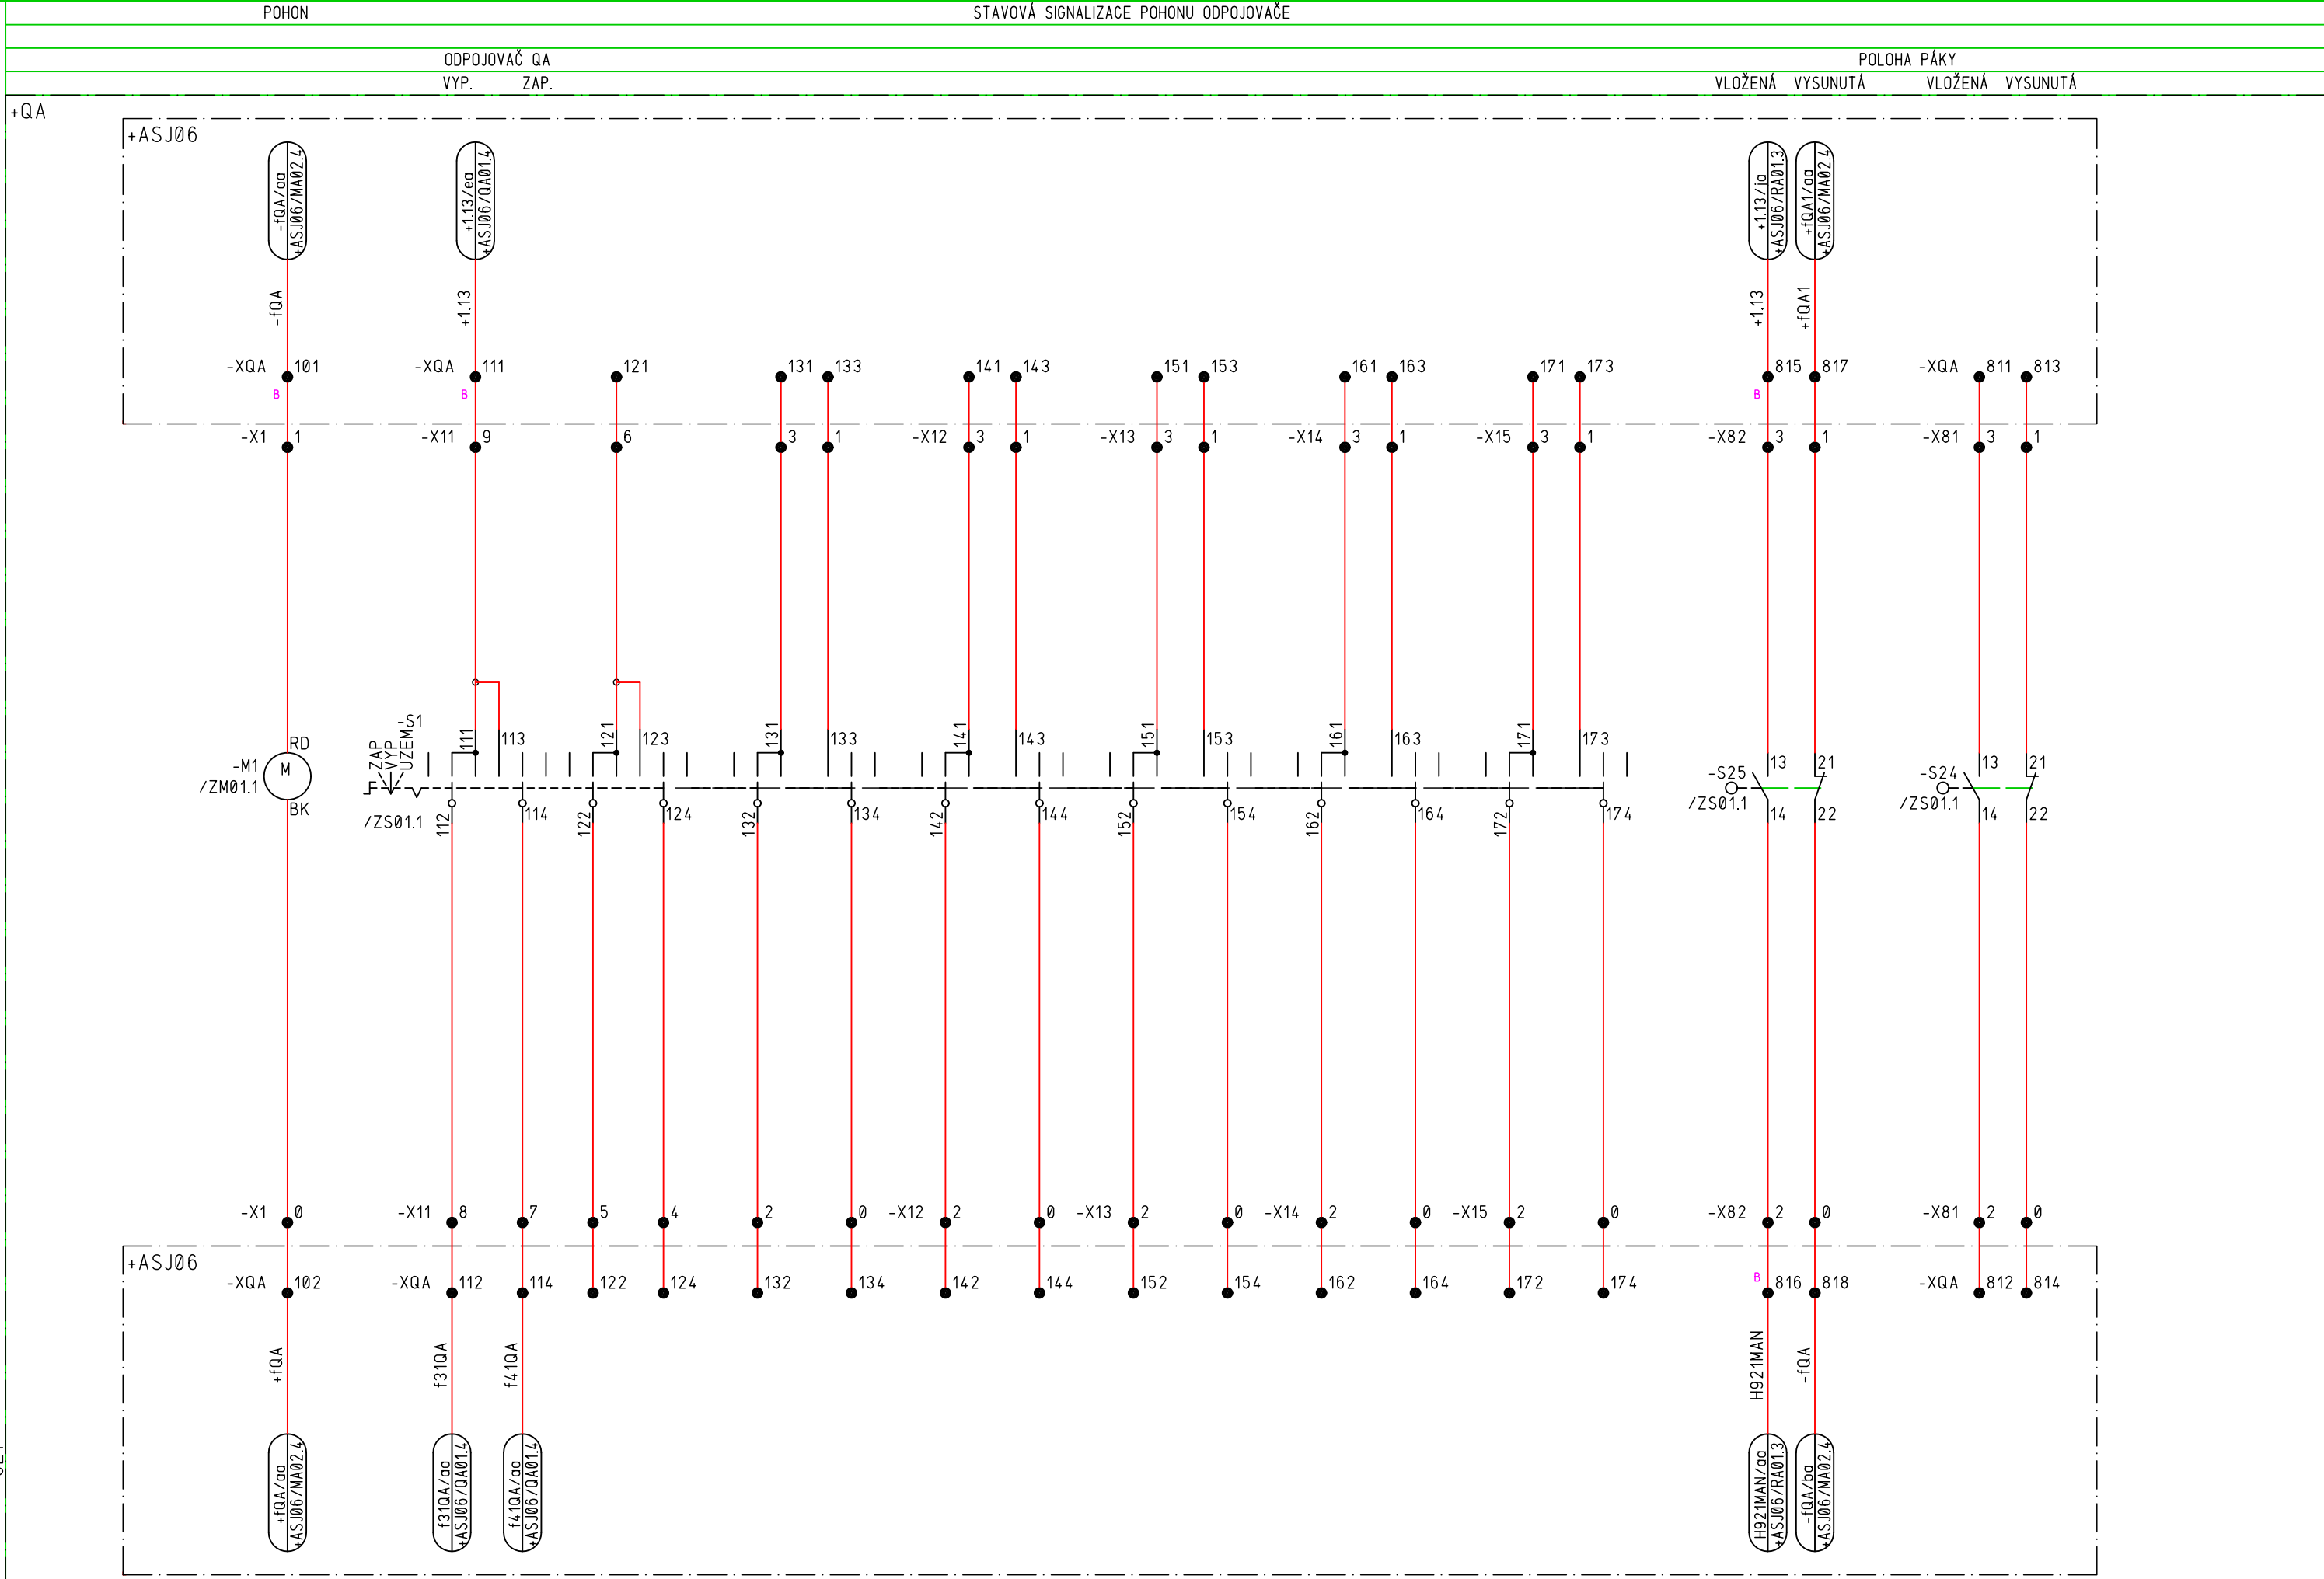 POHON STAVOVÁ SIGNALIZACE POHONU ODPOJOVAČE
ODPOJOVAČ QA POLOHA PÁKY
VYP. ZAP. VLOŽENÁ VYSUNUTÁ VLOŽENÁ VYSUNUTÁ
+QA
+ASJ06
-fQA/aa
+ASJ06/MA02.4
+1.13/ea
+ASJ06/QA01.4
+1.13/ja
+ASJ06/RA01.3
+fQA1/aa
+ASJ06/MA02.4
-fQA +1.13 +1.13 +fQA1
-XQA 101 -XQA 111 121 131 133 141 143 151 153 161 163 171 173 815 817 -XQA 811 813
B B B
-X1 1 -X11 9 6 3 1 -X12 3 1 -X13 3 1 -X14 3 1 -X15 3 1 -X82 3 1 -X81 3 1
-S1
ZAP
VYP
UZEM
111 113 121 123 131 133 141 143 151 153 161 163 171 173
RD
-M1 M
/ZM01.1
BK
/ZS01.1
112 114 122 124 132 134 142 144 152 154 162 164 172 174
13 21 13 21
-S25 -S24
/ZS01.1 /ZS01.1
14 22 14 22
-X1 0 -X11 8 7 5 4 2 0 -X12 2 0 -X13 2 0 -X14 2 0 -X15 2 0 -X82 2 0 -X81 2 0
+ASJ06
B
-XQA 102 -XQA 112 114 122 124 132 134 142 144 152 154 162 164 172 174 816 818 -XQA 812 814
+fQA f31QA f41QA H921MAN -fQA
+fQA/aa
+ASJ06/MA02.4
f31QA/aa
+ASJ06/QA01.4
f41QA/aa
+ASJ06/QA01.4
H921MAN/aa
+ASJ06/RA01.3
-fQA/ba
+ASJ06/MA02.4